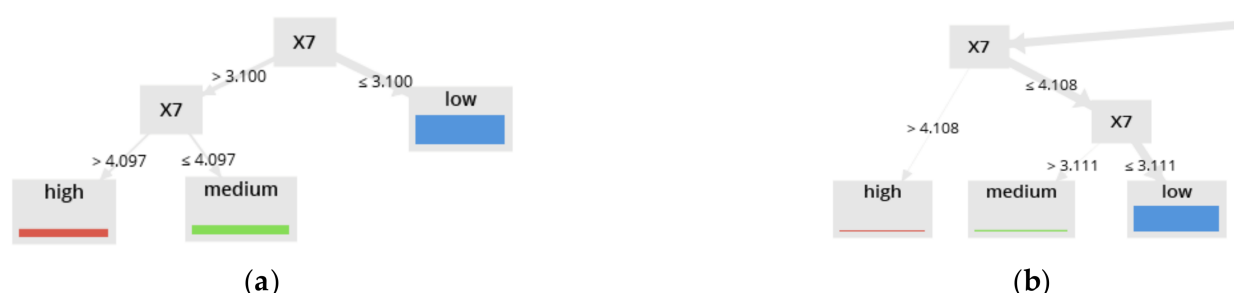 X7
> 3.100
≤ 3.100
X7
low
> 4.097
≤ 4.097
high
medium
(a)
X7
≤ 4.108
> 4.108
X7
> 3.111
≤ 3.111
high
medium
low
(b)